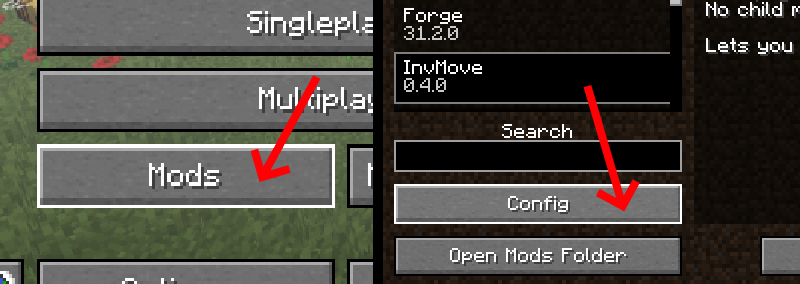 Singlepla
Multiplay
Mods
Forge
31.2.0
InvMove
0.4.0
Search
Config
Open Mods Folder
No child m
Lets you